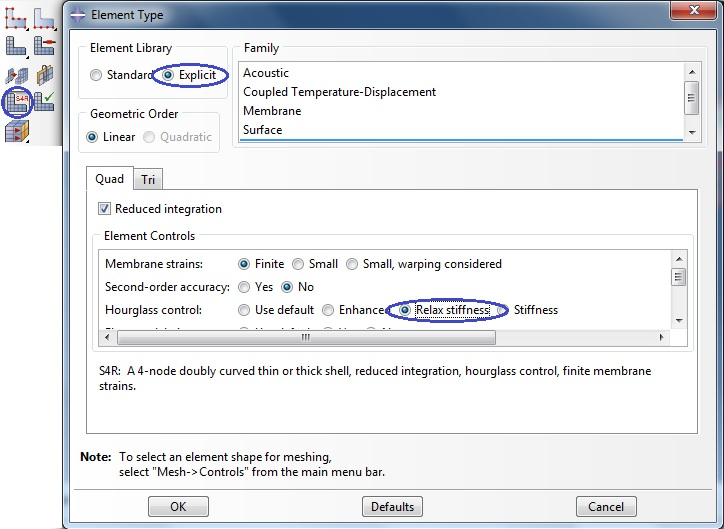 Element Type
x
S4R
Element Library
Standard
Explicit
Family
Acoustic
Coupled Temperature-Displacement
Membrane
Surface
Geometric Order
Linear
Quadratic
Quad
Tri
Reduced integration
Element Controls
Membrane strains: Finite Small Small, warping considered
Second-order accuracy: Yes No
Hourglass control: Use default Enhanced Relax stiffness Stiffness
S4R: A 4-node doubly curved thin or thick shell, reduced integration, hourglass control, finite membrane
strains.
Note: To select an element shape for meshing,
select "Mesh->Controls" from the main menu bar.
OK
Defaults
Cancel